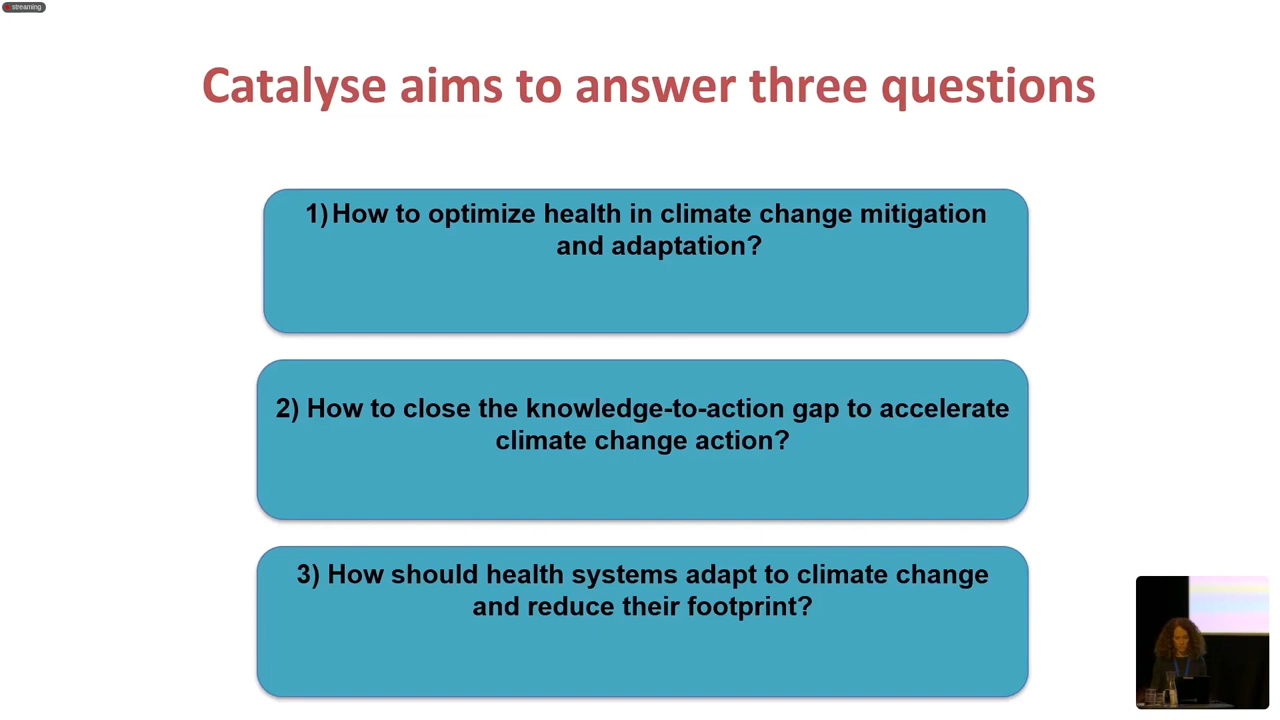 streaming
Catalyse aims to answer three questions
1) How to optimize health in climate change mitigation
and adaptation?
2) How to close the knowledge-to-action gap to accelerate
climate change action?
3) How should health systems adapt to climate change
and reduce their footprint?